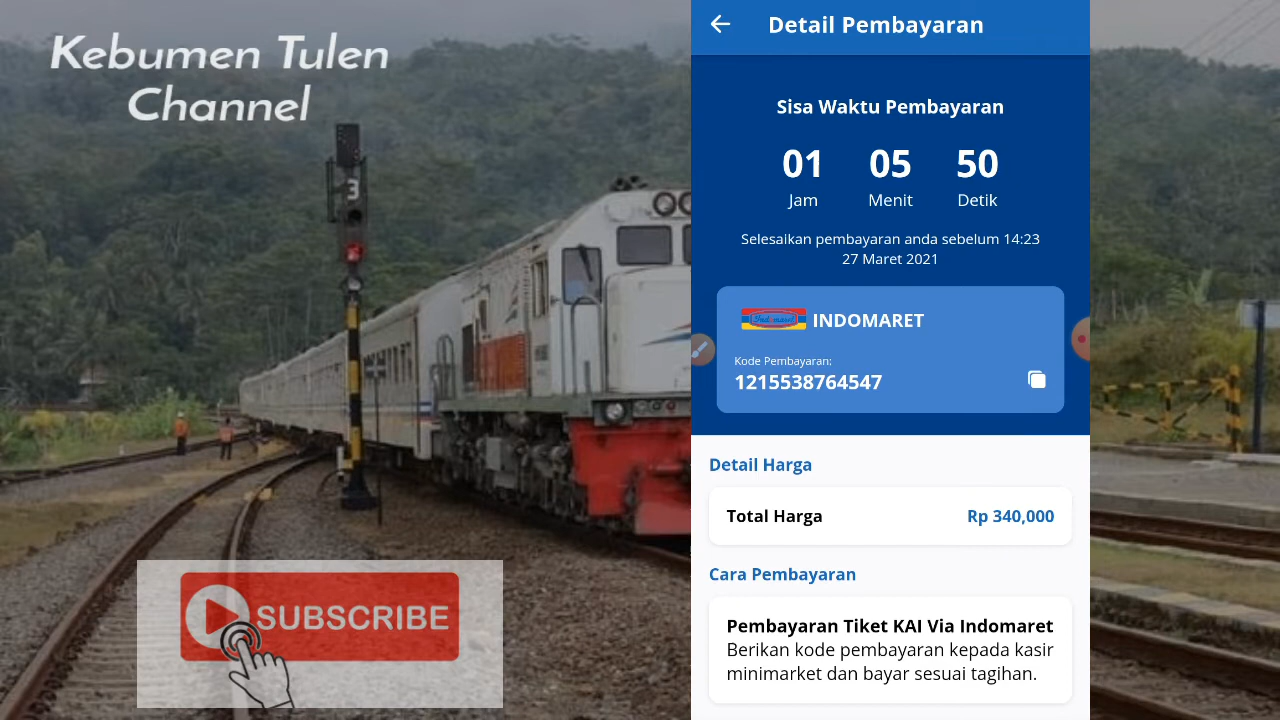 Kebumen Tulen
Channel
3
SUBSCRIBE
Detail Pembayaran
Sisa Waktu Pembayaran
01 05 50
Jam Menit Detik
Selesaikan pembayaran anda sebelum 14:23
27 Maret 2021
Indomaret INDOMARET
Kode Pembayaran:
1215538764547
Detail Harga
Total Harga Rp 340,000
Cara Pembayaran
Pembayaran Tiket KAI Via Indomaret
Berikan kode pembayaran kepada kasir
minimarket dan bayar sesuai tagihan.